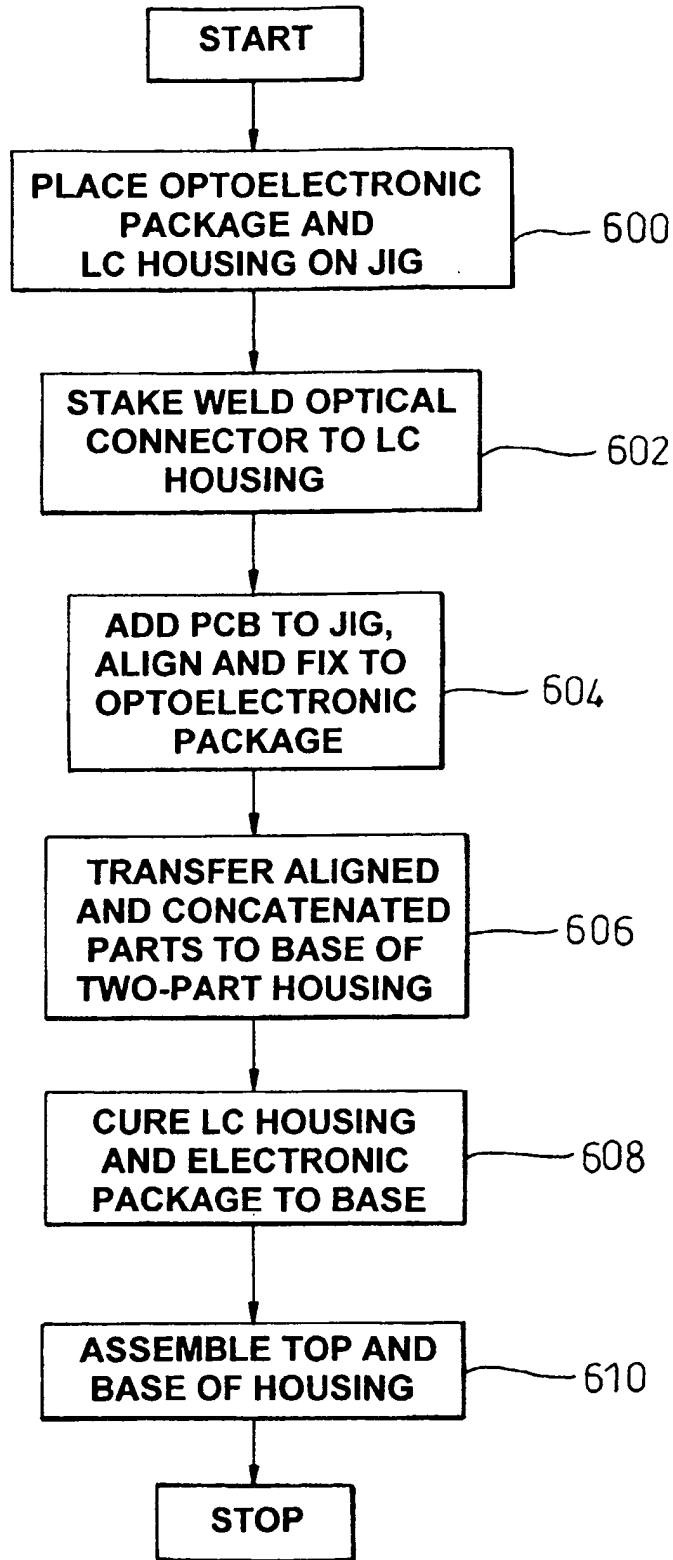 START
PLACE OPTOELECTRONIC
PACKAGE AND
LC HOUSING ON JIG
600
STAKE WELD OPTICAL
CONNECTOR TO LC
HOUSING
602
ADD PCB TO JIG,
ALIGN AND FIX TO
OPTOELECTRONIC
PACKAGE
604
TRANSFER ALIGNED
AND CONCATENATED
PARTS TO BASE OF
TWO-PART HOUSING
606
CURE LC HOUSING
AND ELECTRONIC
PACKAGE TO BASE
608
ASSEMBLE TOP AND
BASE OF HOUSING
610
STOP